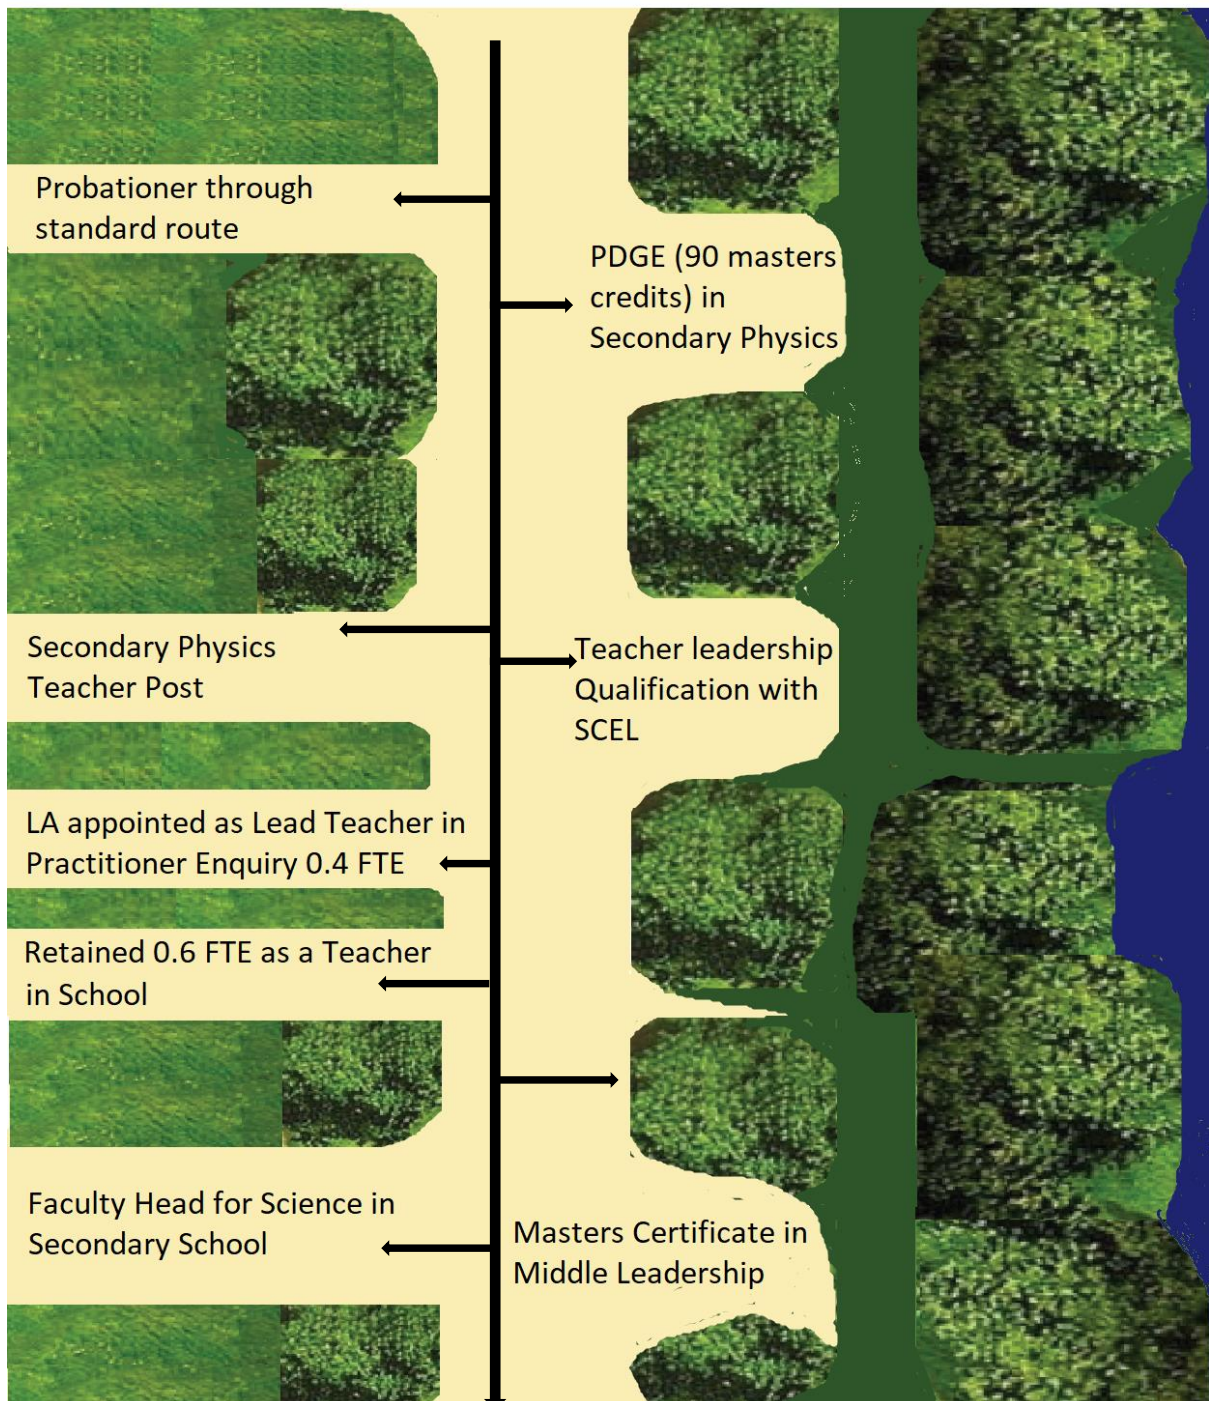 Probationer through
standard route
PDGE (90 masters
credits) in
Secondary Physics
Secondary Physics
Teacher Post
Teacher leadership
Qualification with
SCEL
LA appointed as Lead Teacher in
Practitioner Enquiry 0.4 FTE
Retained 0.6 FTE as a Teacher
in School
Faculty Head for Science in
Secondary School
Masters Certificate in
Middle Leadership